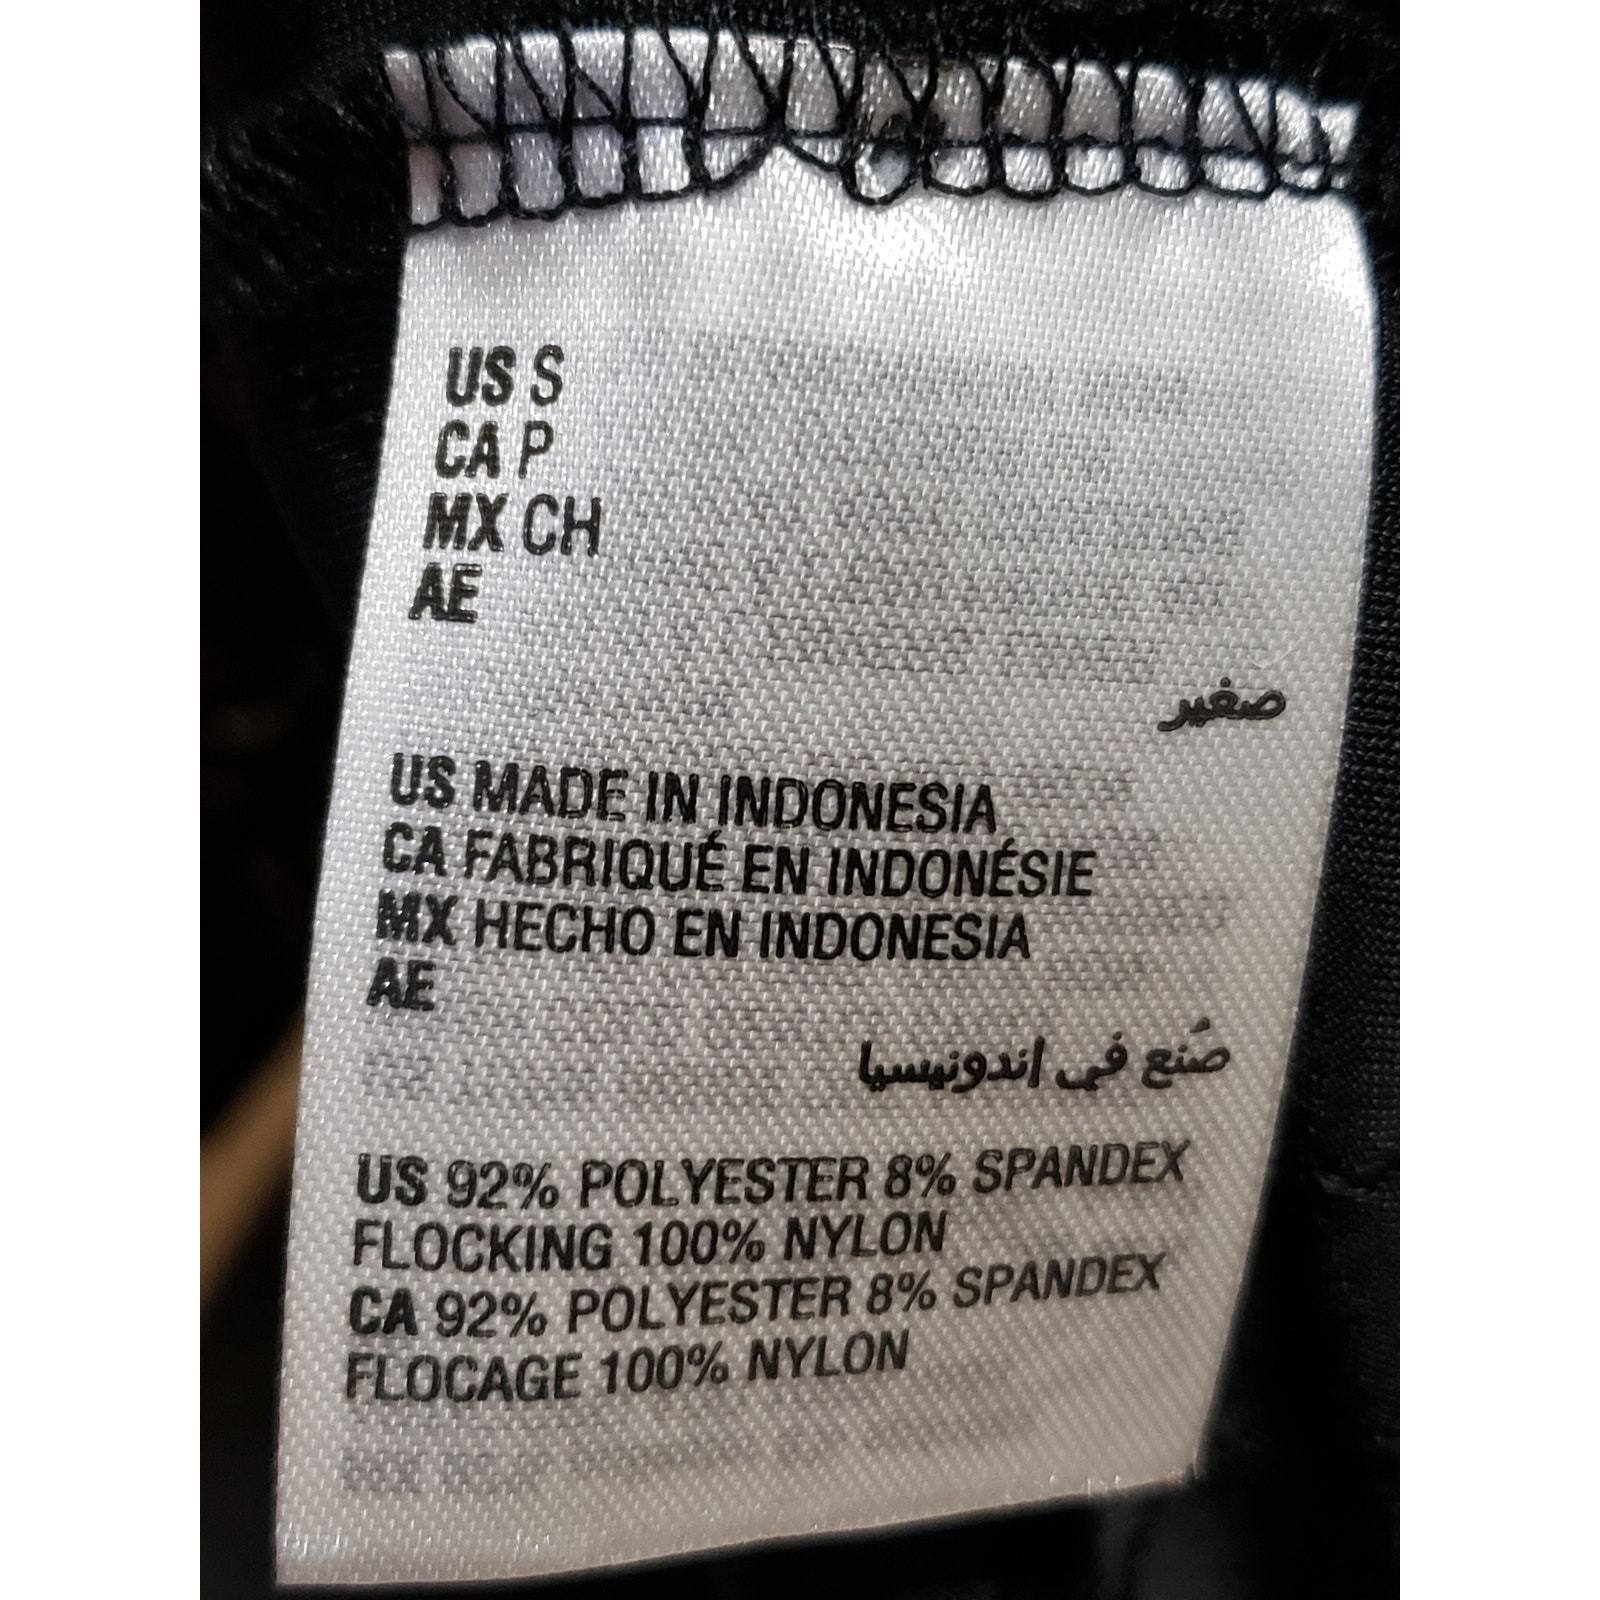 US S
CA P
MX CH
AE
صغير
US MADE IN INDONESIA
CA FABRIQUÉ EN INDONÉSIE
MX HECHO EN INDONESIA
AE
صُنع في اندونيسيا
US 92% POLYESTER 8% SPANDEX
FLOCKING 100% NYLON
CA 92% POLYESTER 8% SPANDEX
FLOCAGE 100% NYLON